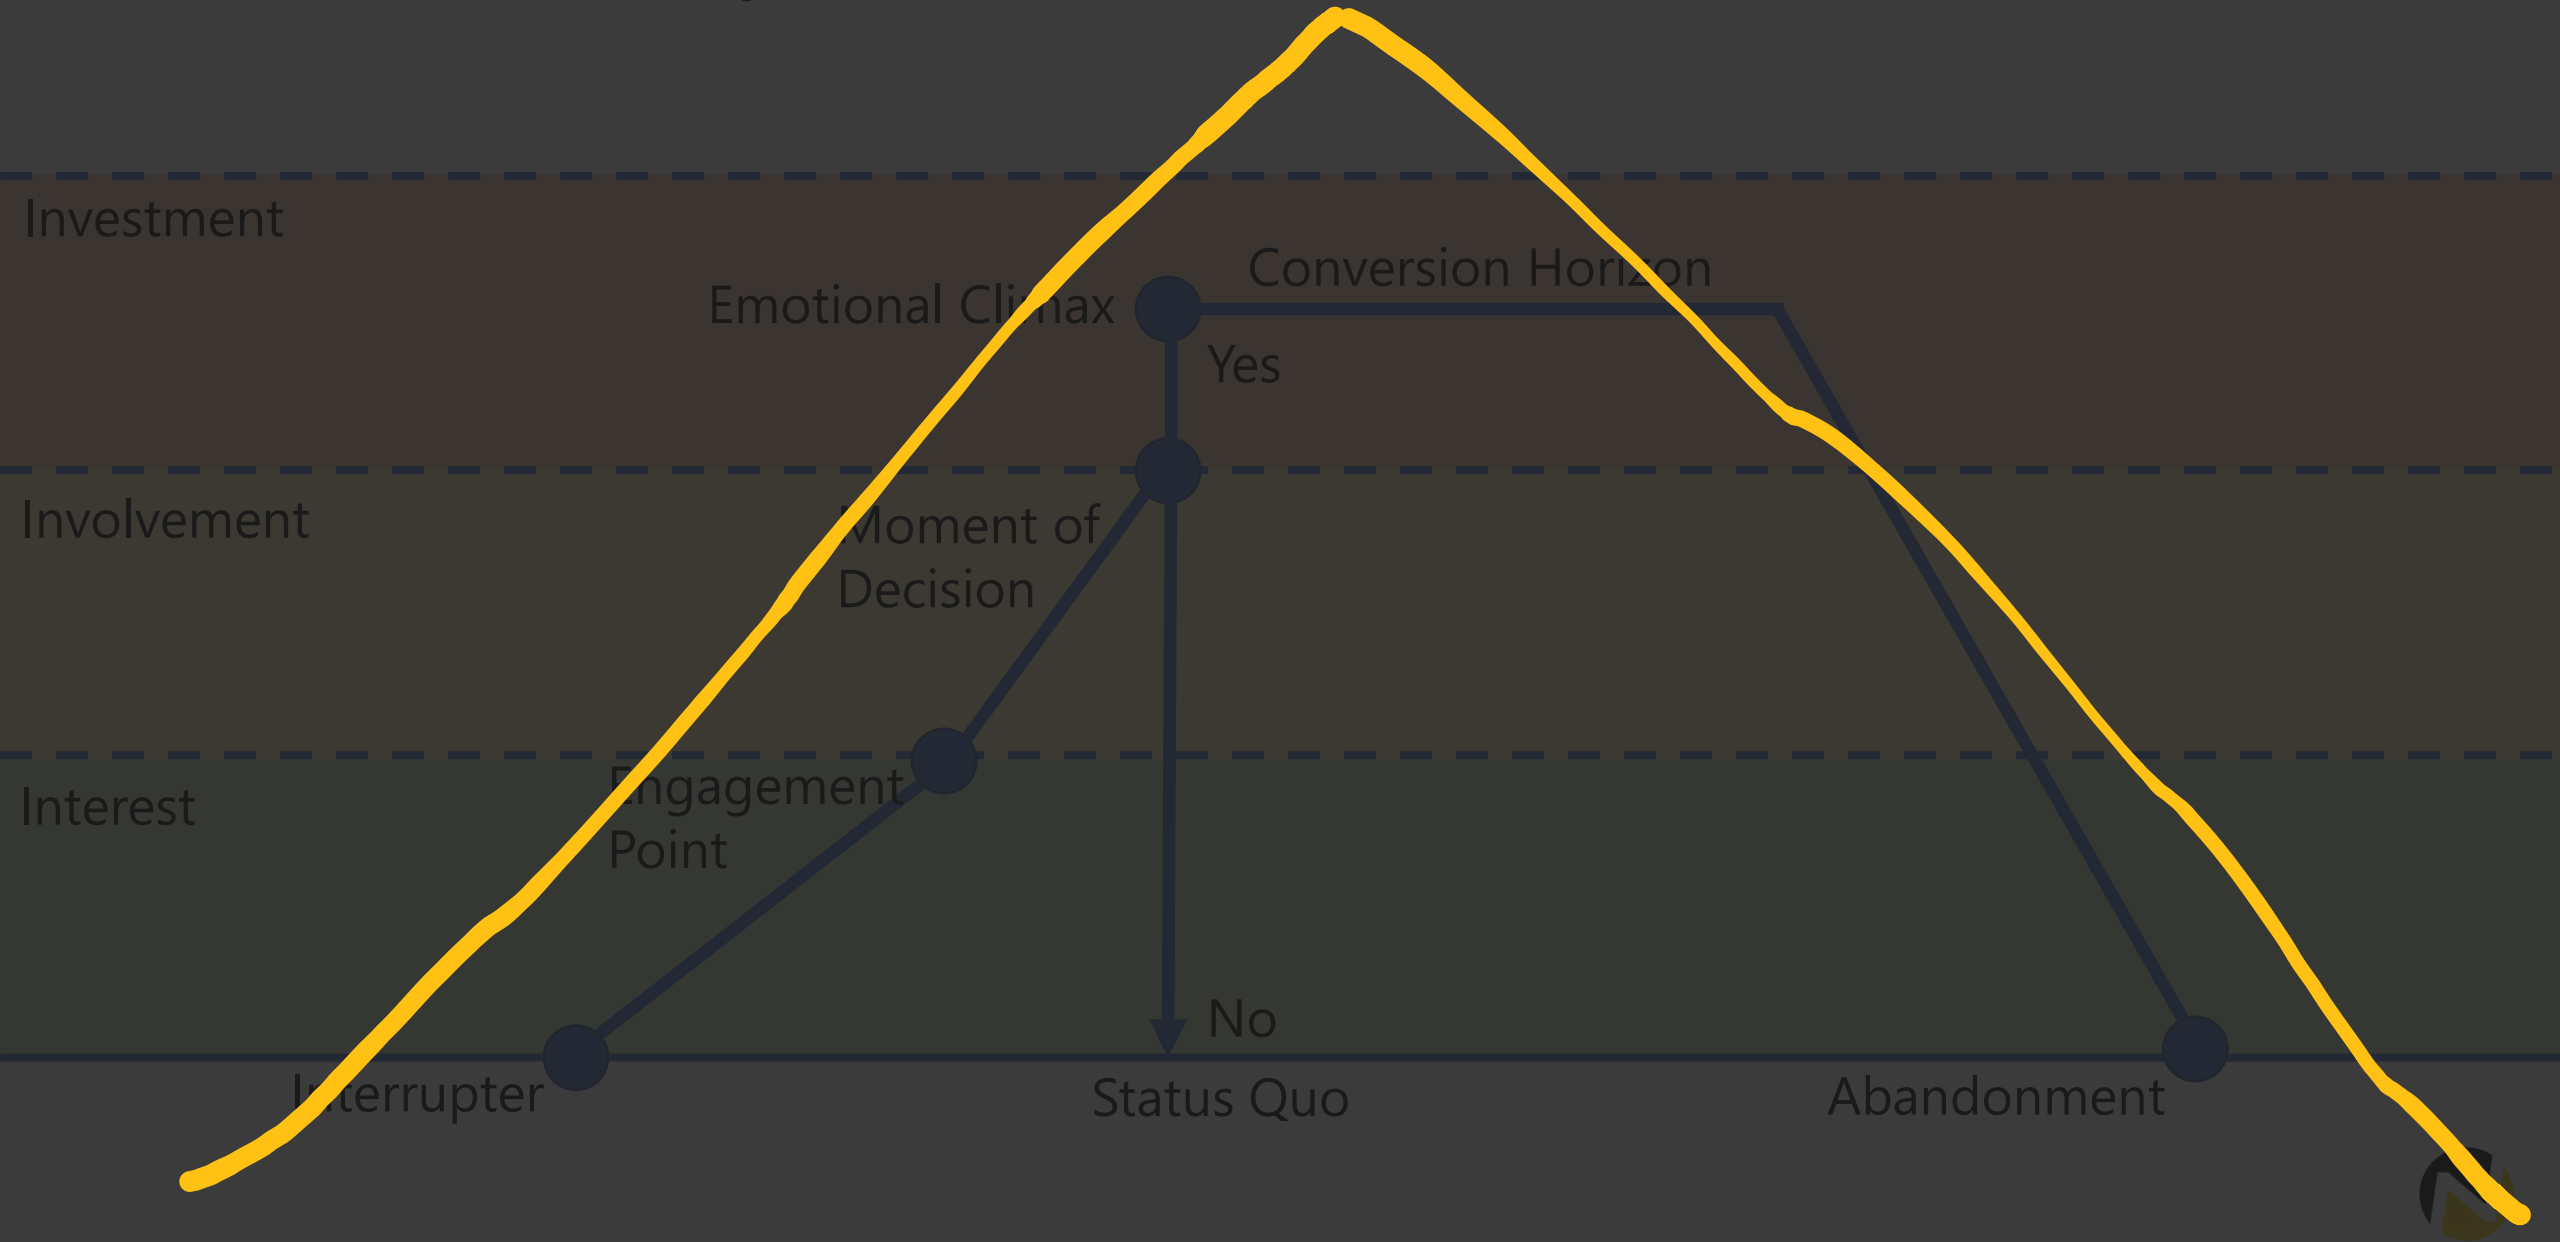 Investment
Conversion Horizon
Emotional Climax
Yes
Involvement
Moment of
Decision
Engagement
Point
Interest
No
Interrupter
Status Quo
Abandonment